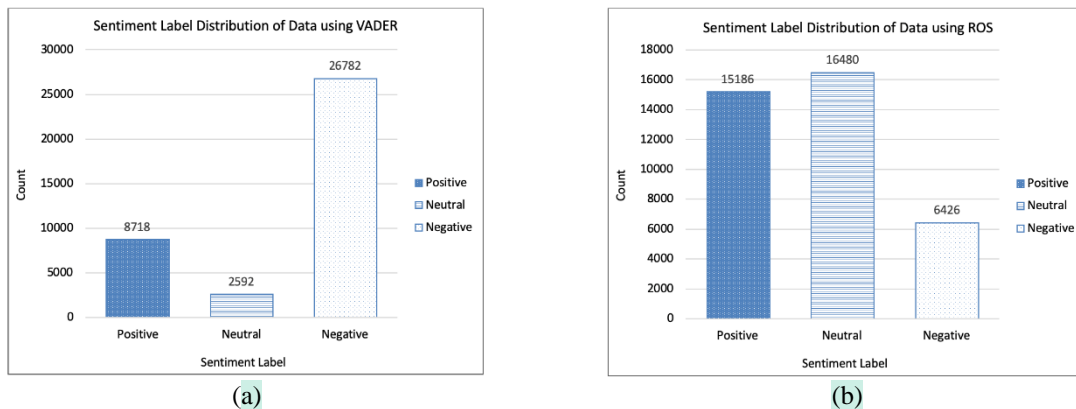 Sentiment Label Distribution of Data using VADER
30000
25000
20000
15000
10000
5000
0
Count
8718
2592
26782
Positive
Neutral
Negative
Sentiment Label
Positive
Neutral
Negative
(a)
Sentiment Label Distribution of Data using ROS
18000
16000
14000
12000
10000
8000
6000
4000
2000
0
Count
15186
16480
6426
Positive
Neutral
Negative
Sentiment Label
Positive
Neutral
Negative
(b)